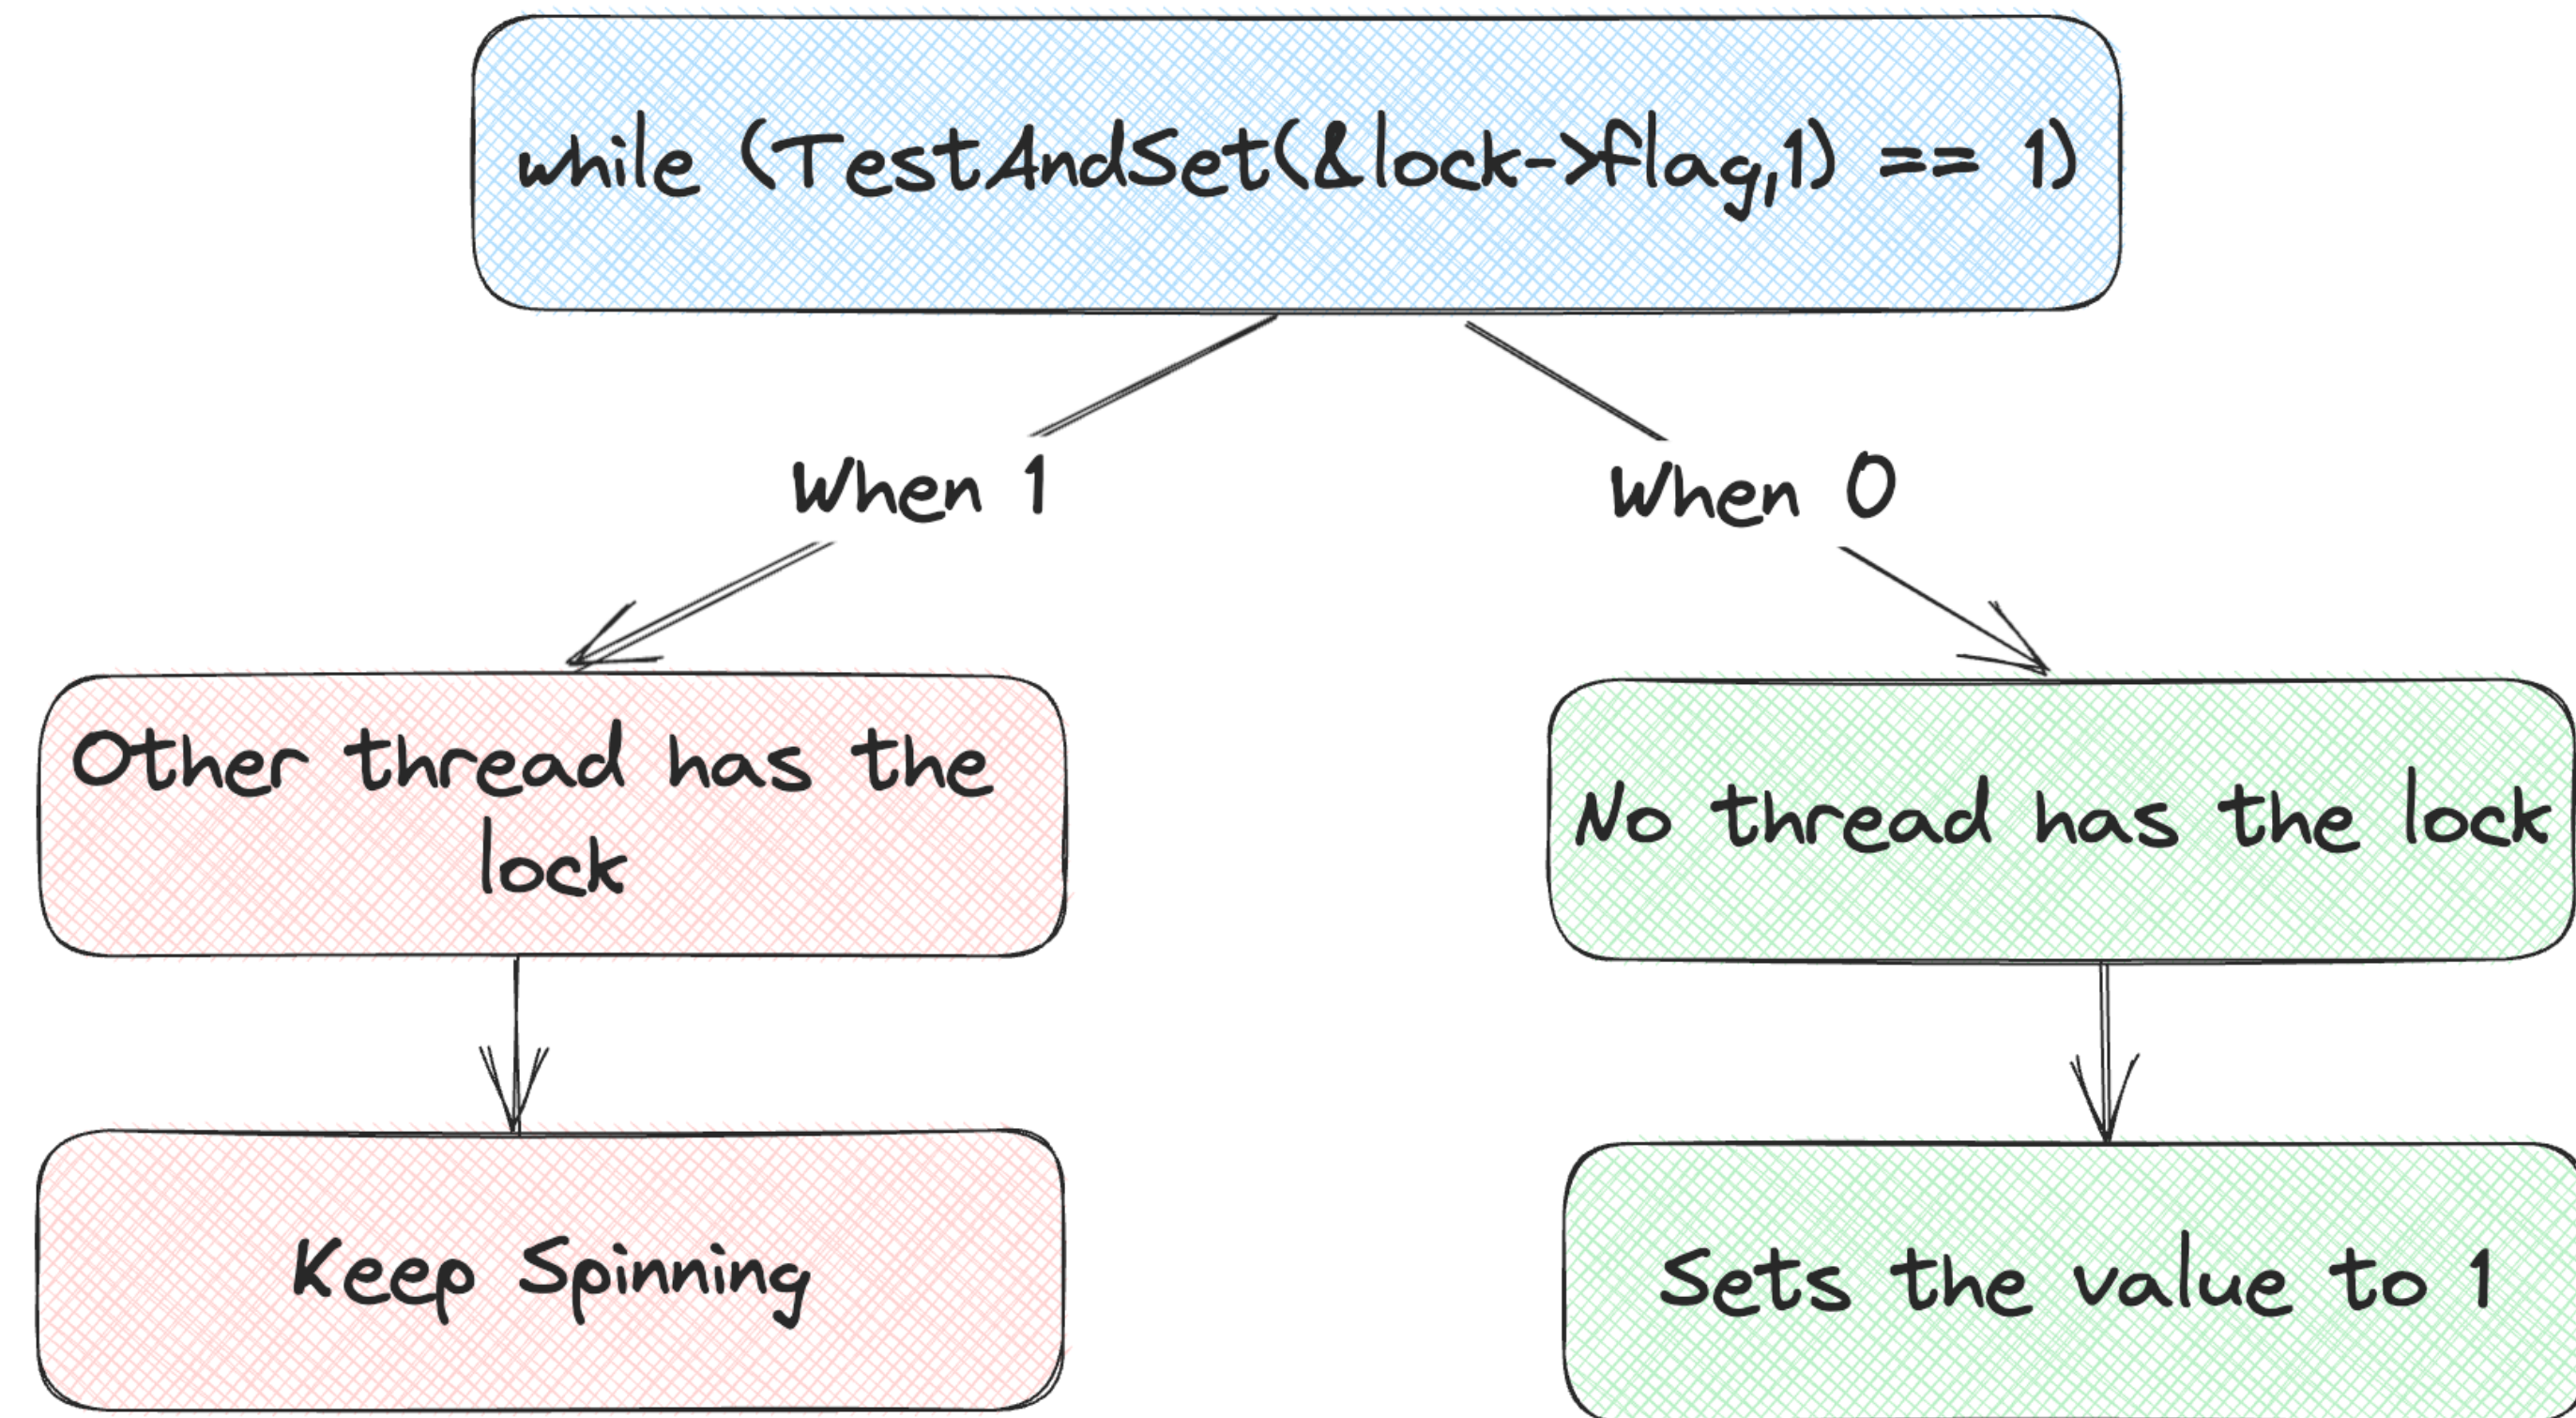 while (TestAndSet(&lock->flag,1) == 1)
When 1
When 0
Other thread has the
lock
No thread has the lock
Keep Spinning
Sets the value to 1